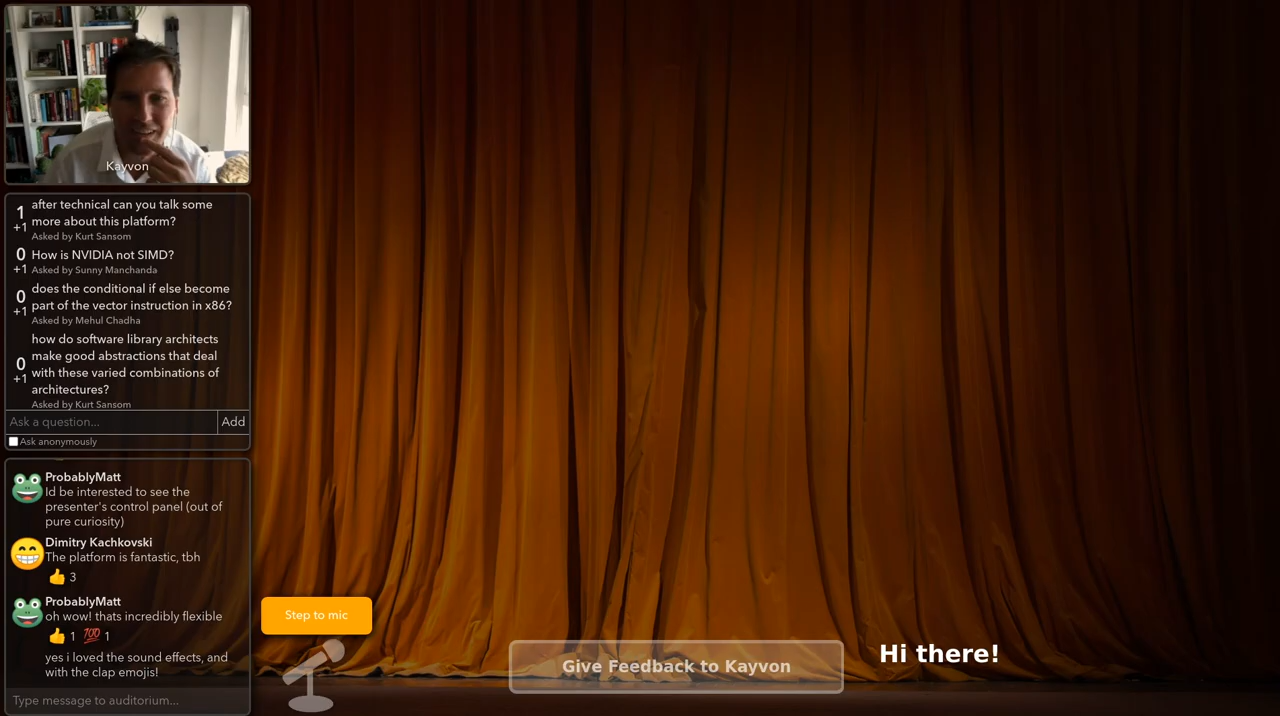 Kayvon
1
+1
after technical can you talk some
more about this platform?
Asked by Kurt Sansom
0
+1
How is NVIDIA not SIMD?
Asked by Sunny Manchanda
0
+1
does the conditional if else become
part of the vector instruction in x86?
Asked by Mehul Chadha
0
+1
how do software library architects
make good abstractions that deal
with these varied combinations of
architectures?
Asked by Kurt Sansom
Ask a question... Add
Ask anonymously
ProbablyMatt
Id be interested to see the
presenter's control panel (out of
pure curiosity)
Dimitry Kachkovski
The platform is fantastic, tbh
👍 3
ProbablyMatt
oh wow! thats incredibly flexible
👍 1 💯 1
yes i loved the sound effects, and
with the clap emojis!
Type message to auditorium...
Step to mic
Give Feedback to Kayvon
Hi there!